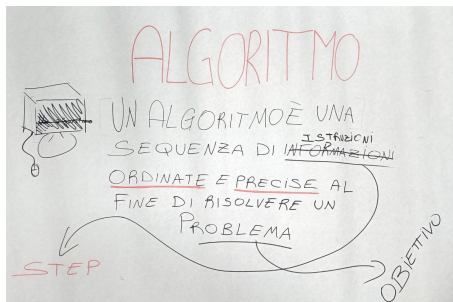 ALGORITMO
UN ALGORITMO È UNA
ISTRUZIONI
SEQUENZA DI INFORMAZIONI
ORDINATE E PRECISE AL
FINE DI RISOLVERE UN
PROBLEMA
STEP
OBIETTIVO